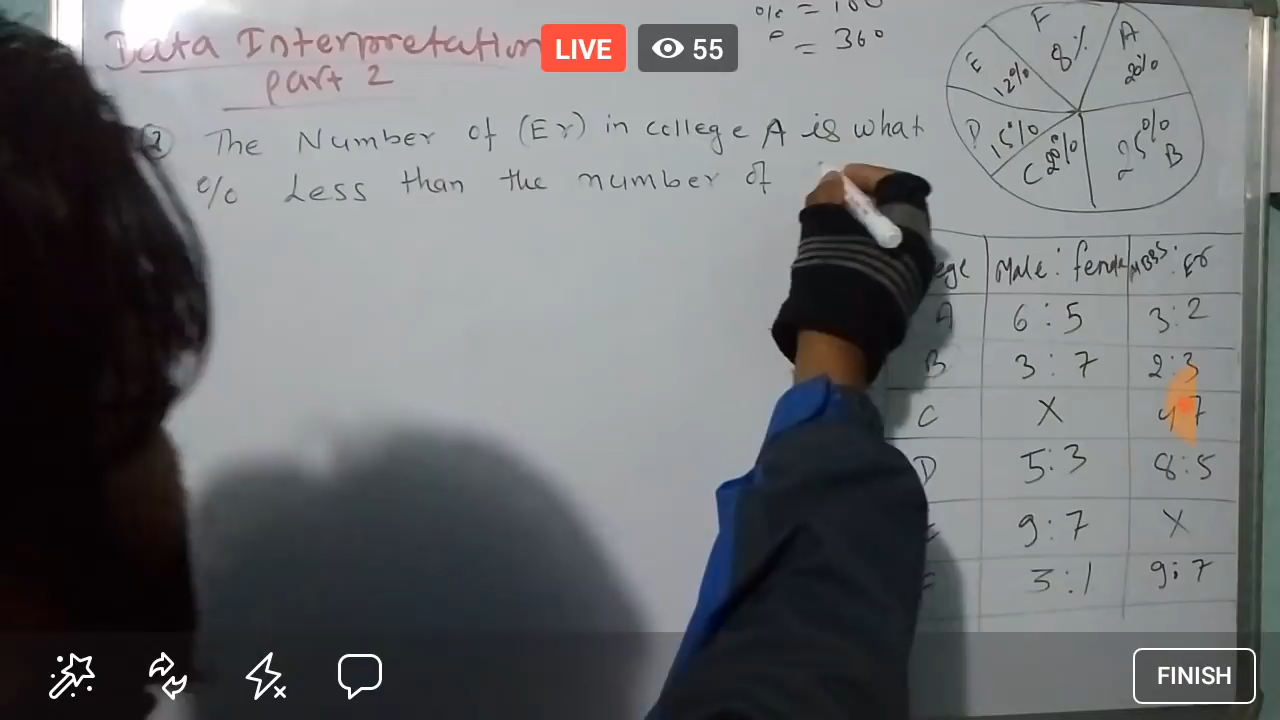 Data Interpretation
part 2
LIVE
55
% = 100
° = 360
F
8%
A
20%
E
12%
D
15%
C 20%
25%
B
② The Number of (Er) in college A is what
% Less than the number of
ege Male : female MBBS : Er
A 6 : 5 3 : 2
B 3 : 7 2 : 3
C X 4 7
D 5 : 3 8 : 5
E 9 : 7 X
F 3 : 1 9 : 7
FINISH